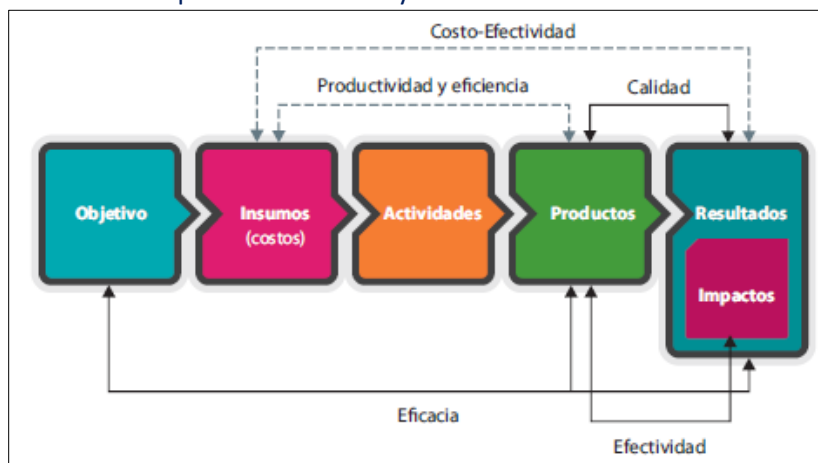 Costo-Efectividad
Productividad y eficiencia
Calidad
Objetivo
Insumos
(costos)
Actividades
Productos
Resultados
Impactos
Eficacia
Efectividad